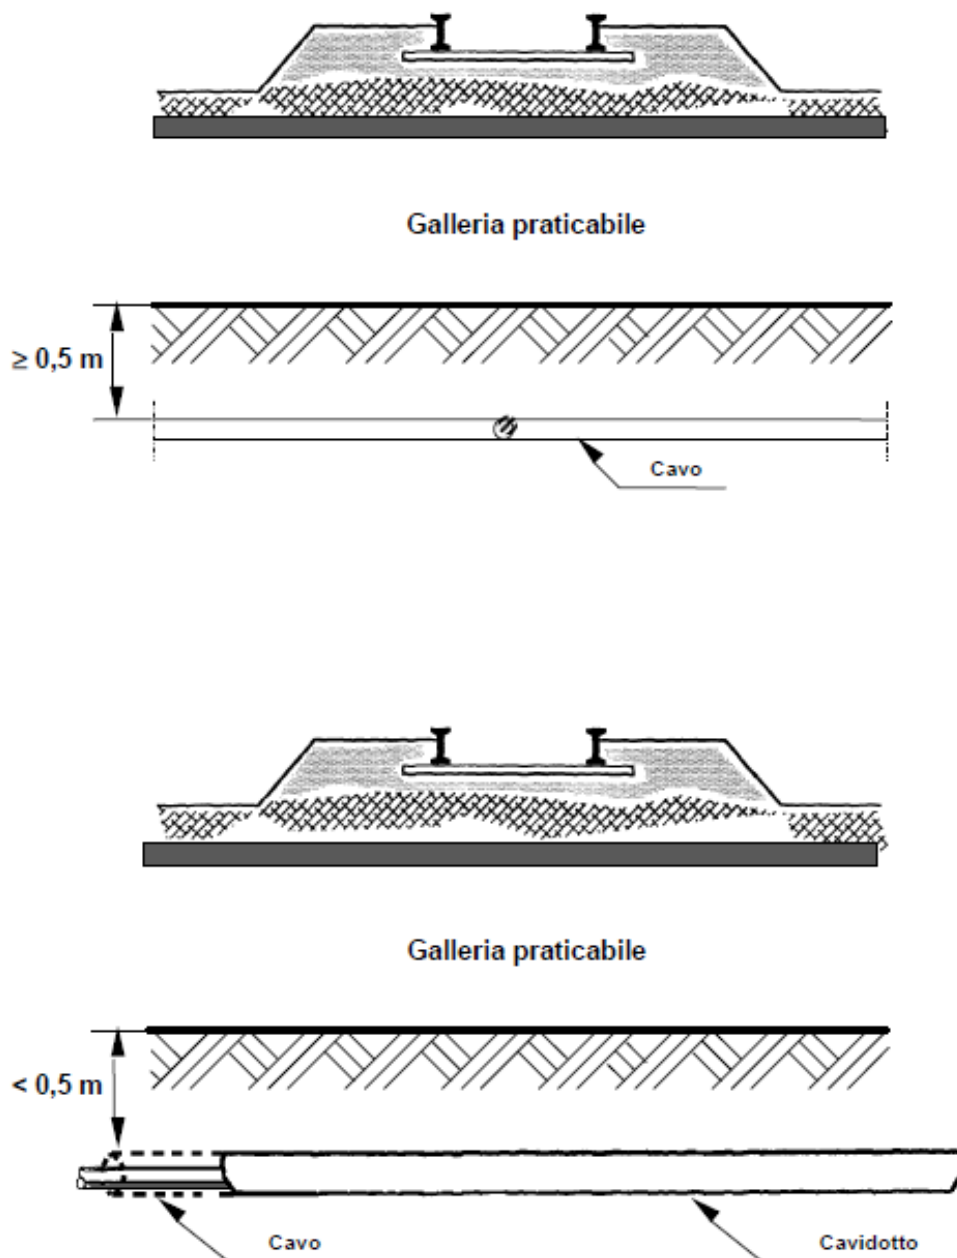 Galleria praticabile
≥ 0,5 m
Cavo
Galleria praticabile
< 0,5 m
Cavo
Cavidotto